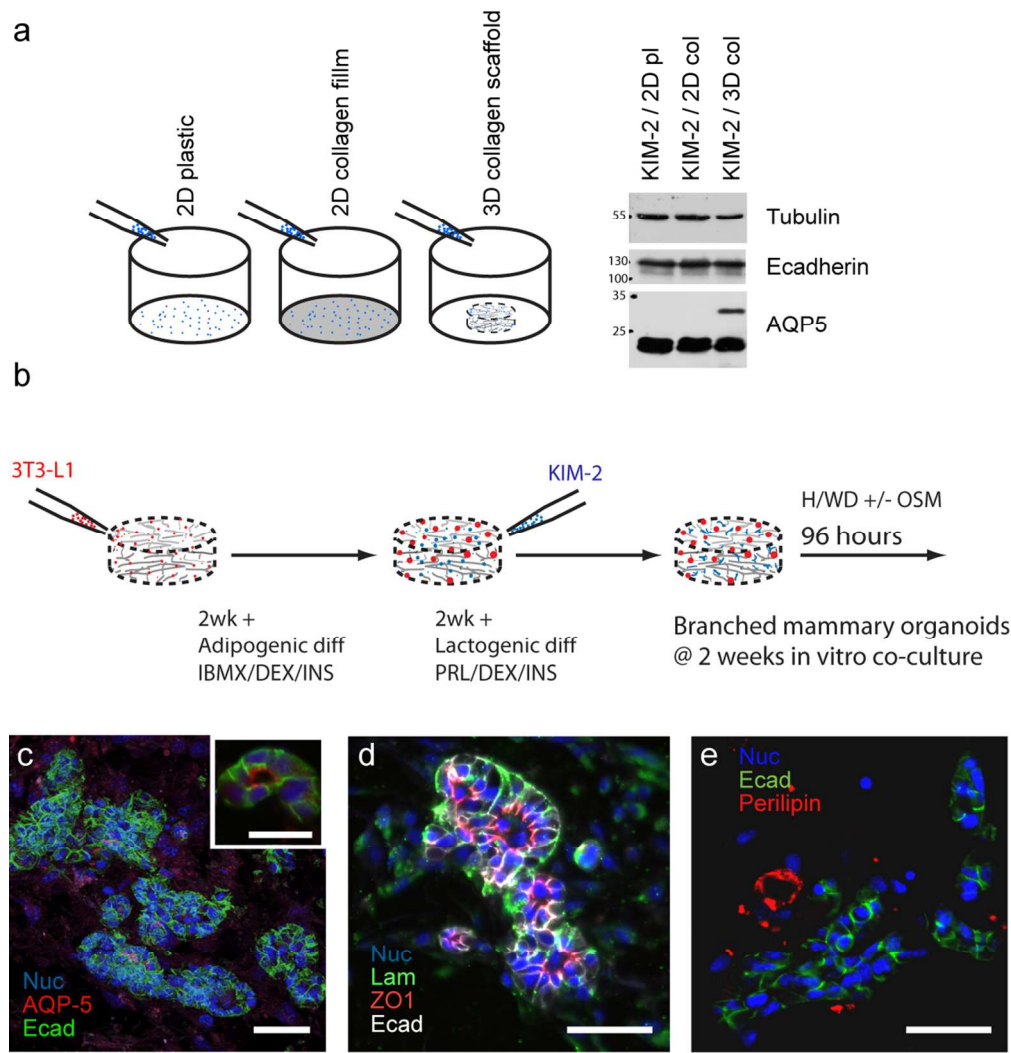 a
2D plastic
2D collagen fillm
3D collagen scaffold
KIM-2 / 2D pl
KIM-2 / 2D col
KIM-2 / 3D col
55
Tubulin
130
100
Ecadherin
35
25
AQP5
b
3T3-L1
KIM-2
H/WD +/- OSM
96 hours
2wk +
Adipogenic diff
IBMX/DEX/INS
2wk +
Lactogenic diff
PRL/DEX/INS
Branched mammary organoids
@ 2 weeks in vitro co-culture
c
Nuc
AQP-5
Ecad
d
Nuc
Lam
ZO1
Ecad
e
Nuc
Ecad
Perilipin